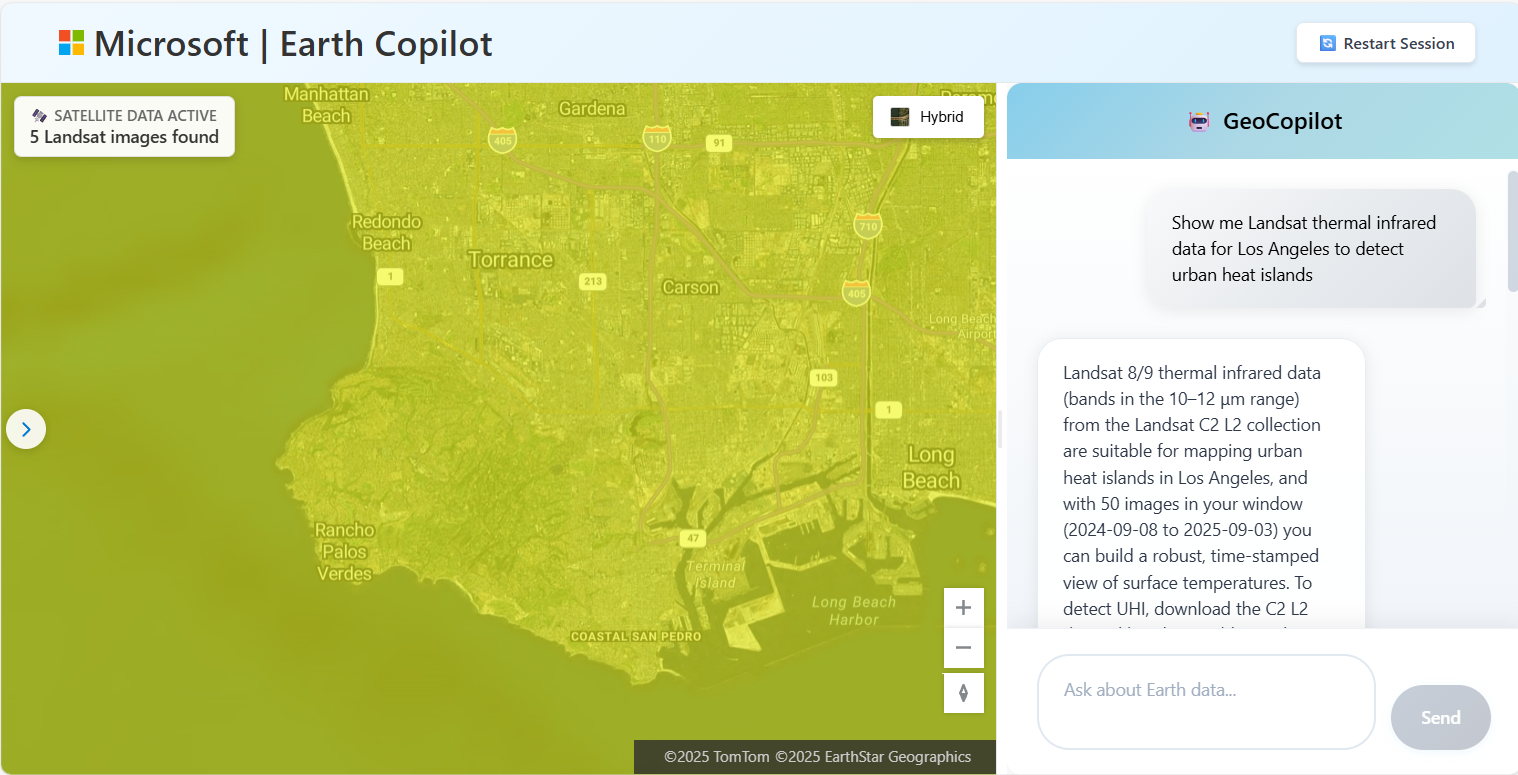 Microsoft | Earth Copilot
Restart Session
SATELLITE DATA ACTIVE
5 Landsat images found
Hybrid
Manhattan
Beach
Gardena
405
110
91
Redondo
Beach
Torrance
1
213
Carson
710
405
Long Beach
Airport
103
1
Long
Beach
Rancho
Palos
Verdes
47
Terminal
Island
Long Beach
Harbor
COASTAL SAN PEDRO
©2025 TomTom ©2025 EarthStar Geographics
GeoCopilot
Show me Landsat thermal infrared
data for Los Angeles to detect
urban heat islands
Landsat 8/9 thermal infrared data
(bands in the 10–12 µm range)
from the Landsat C2 L2 collection
are suitable for mapping urban
heat islands in Los Angeles, and
with 50 images in your window
(2024-09-08 to 2025-09-03) you
can build a robust, time-stamped
view of surface temperatures. To
detect UHI, download the C2 L2
Ask about Earth data...
Send